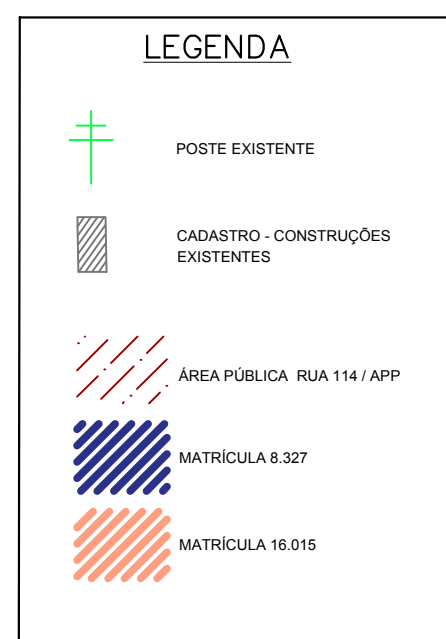 LEGENDA
POSTE EXISTENTE
CADASTRO - CONSTRUÇÕES
EXISTENTES
ÁREA PÚBLICA RUA 114 / APP
MATRÍCULA 8.327
MATRÍCULA 16.015